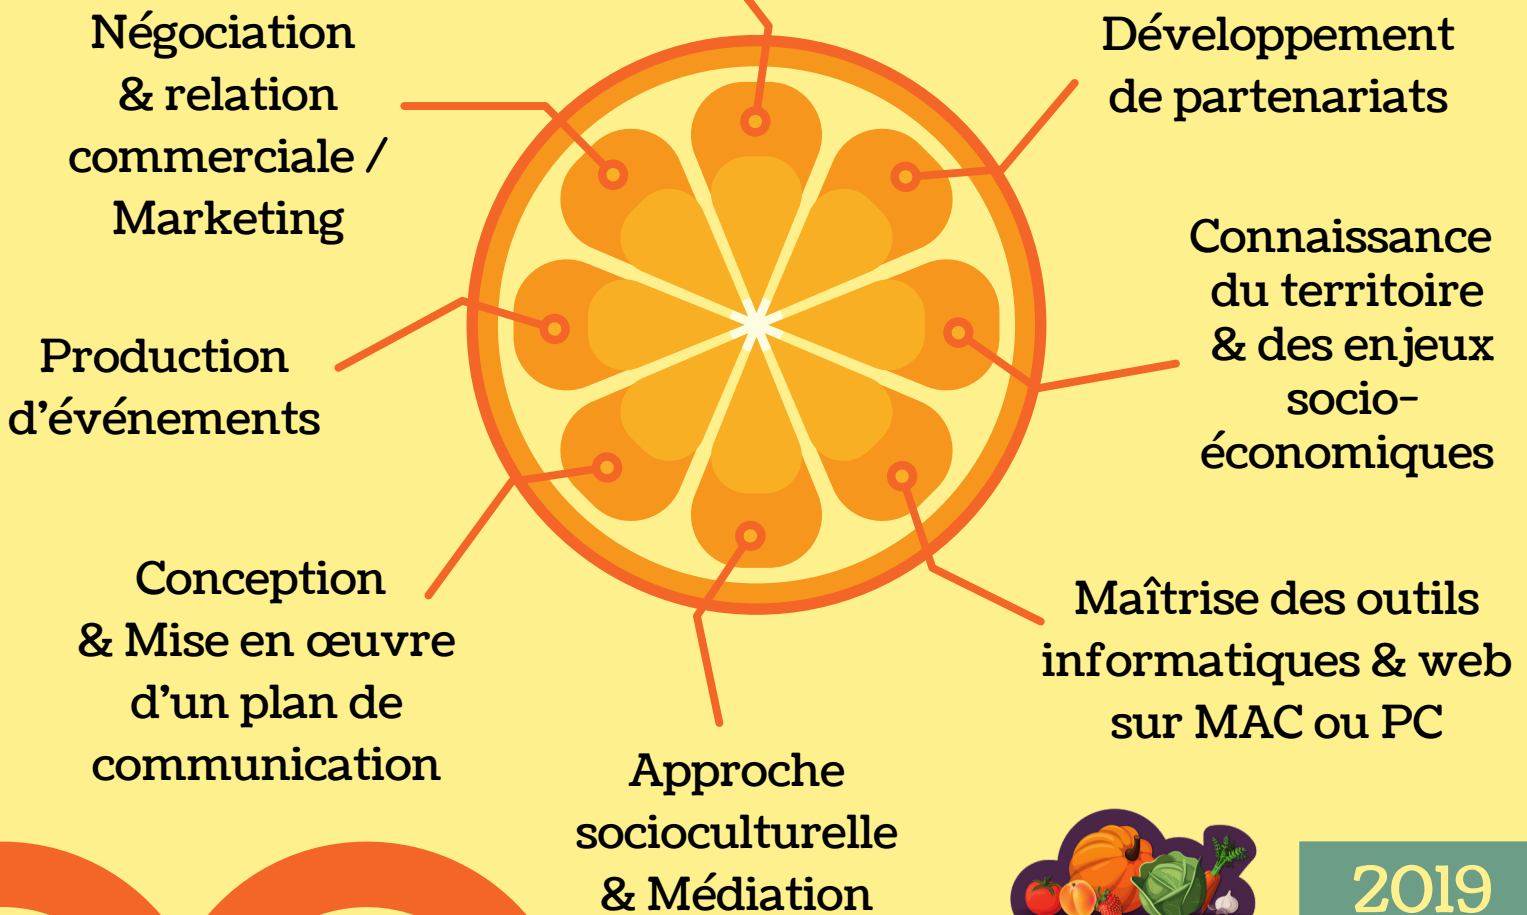 Négociation
& relation
commerciale /
Marketing
Développement
de partenariats
Connaissance
du territoire
& des enjeux
socio-
économiques
Production
d'événements
Conception
& Mise en œuvre
d'un plan de
communication
Maîtrise des outils
informatiques & web
sur MAC ou PC
Approche
socioculturelle
& Médiation
2019